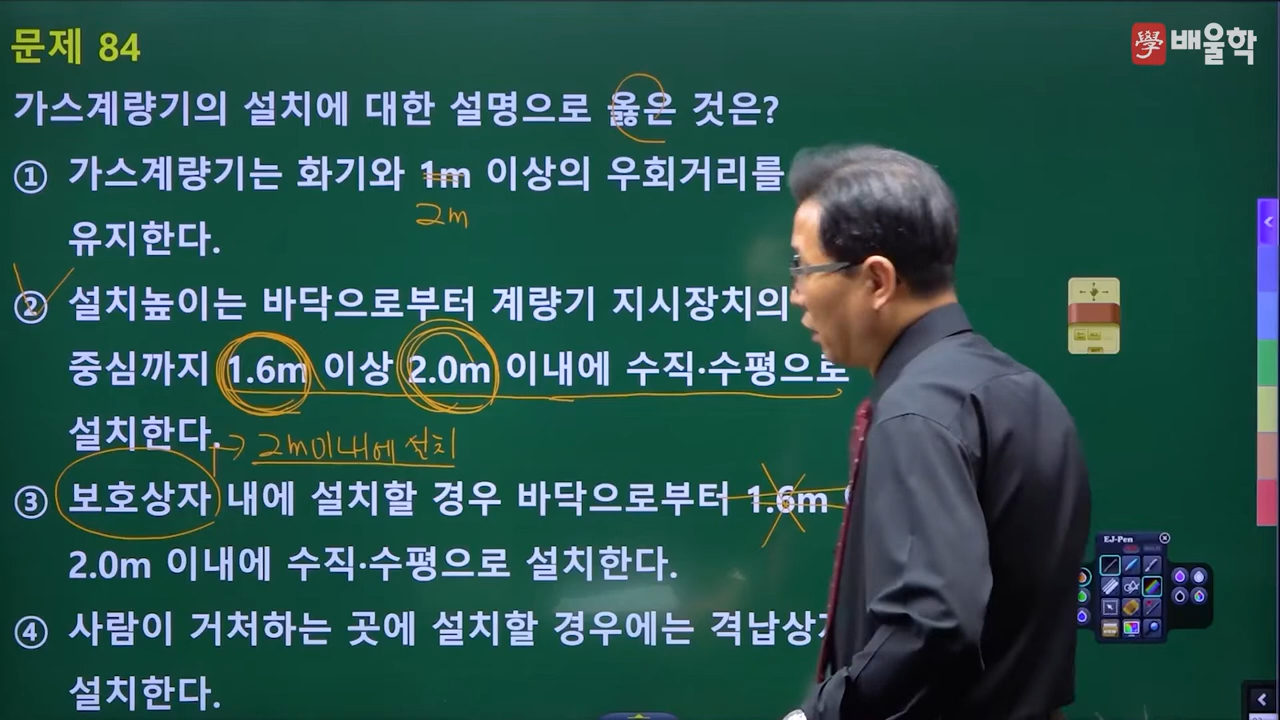 문제 84
學 배울학
가스계량기의 설치에 대한 설명으로 옳은 것은?
① 가스계량기는 화기와 1m 이상의 우회거리를
2m
유지한다.
② 설치높이는 바닥으로부터 계량기 지시장치의
중심까지 1.6m 이상 2.0m 이내에 수직·수평으로
설치한다.
→ 2m이내에 설치
③ 보호상자 내에 설치할 경우 바닥으로부터 1.6m
2.0m 이내에 수직·수평으로 설치한다.
EJ-Pen
④ 사람이 거처하는 곳에 설치할 경우에는
설치한다.